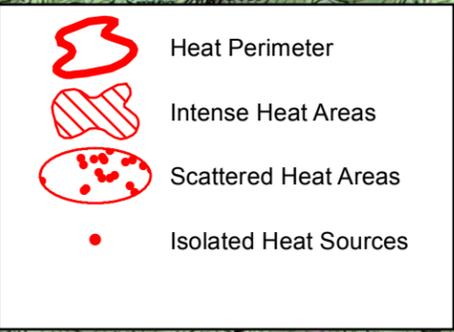 Heat Perimeter
Intense Heat Areas
Scattered Heat Areas
Isolated Heat Sources